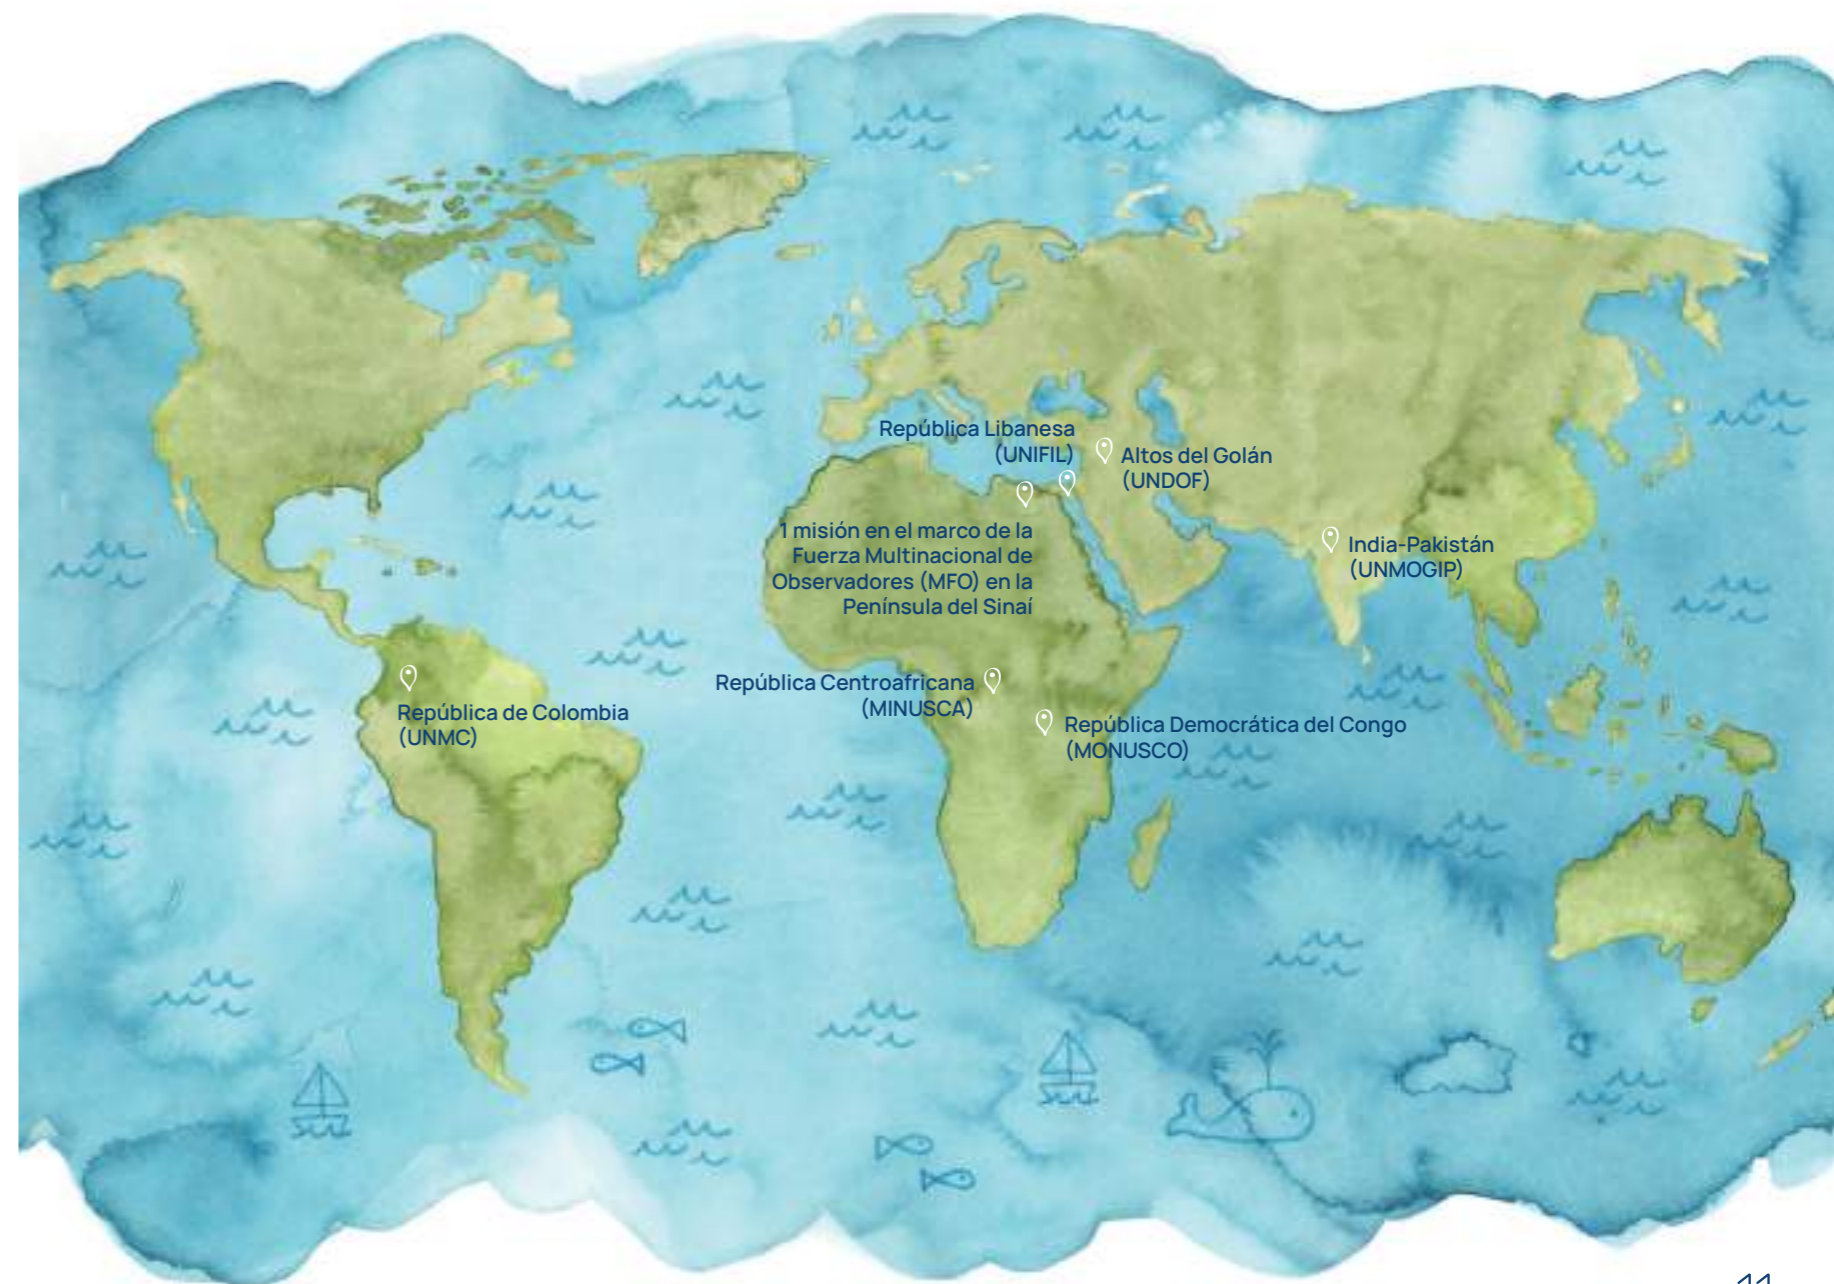 República Libanesa
(UNIFIL)
Altos del Golán
(UNDOF)
1 misión en el marco de la
Fuerza Multinacional de
Observadores (MFO) en la
Península del Sinaí
India-Pakistán
(UNMOGIP)
República Centroafricana
(MINUSCA)
República de Colombia
(UNMC)
República Democrática del Congo
(MONUSCO)
11